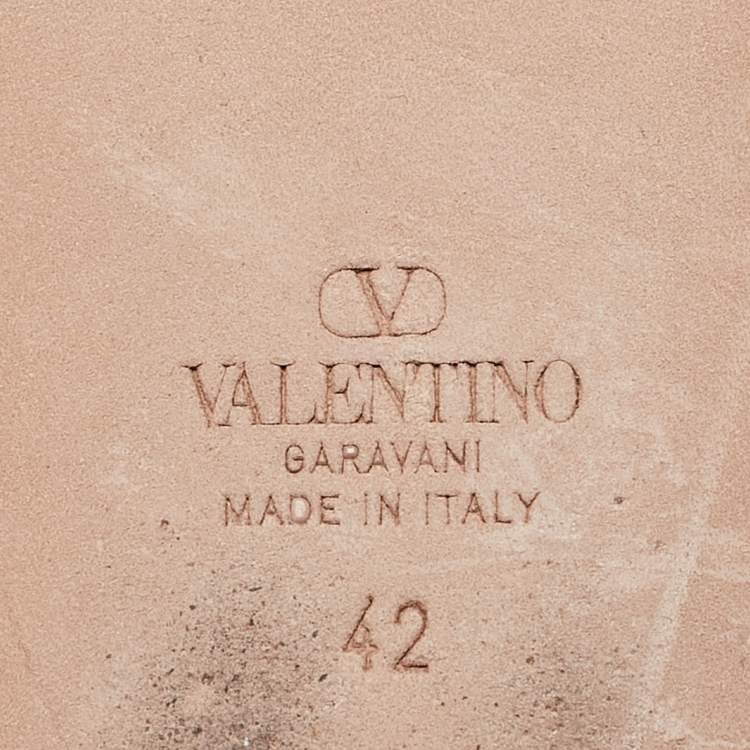 V
VALENTINO
GARAVANI
MADE IN ITALY
42